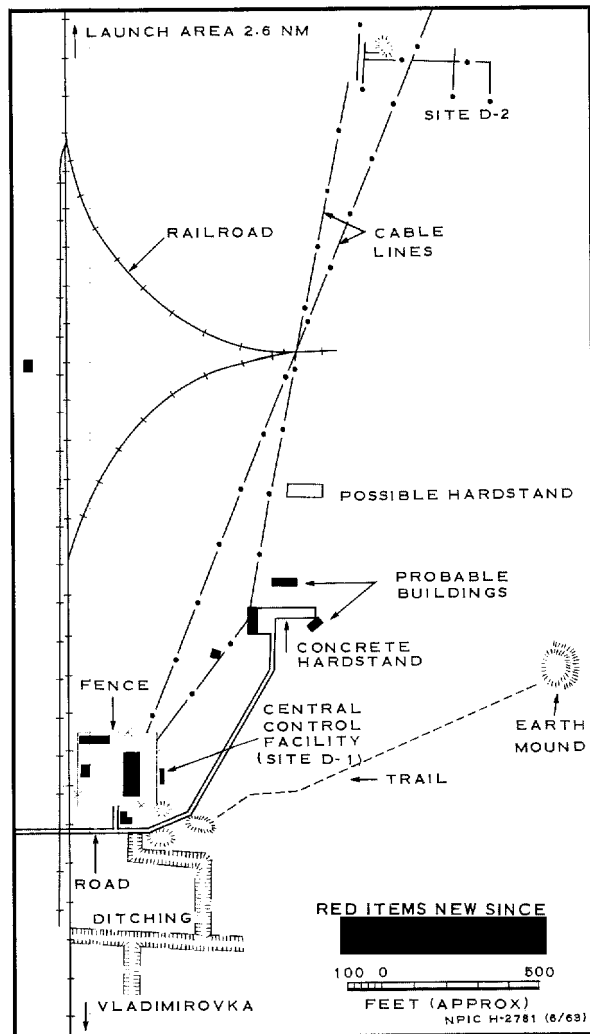 LAUNCH AREA 2.6 NM
SITE D-2
RAILROAD
CABLE
LINES
POSSIBLE HARDSTAND
PROBABLE
BUILDINGS
CONCRETE
HARDSTAND
FENCE
CENTRAL
CONTROL
FACILITY
(SITE D-1)
EARTH
MOUND
TRAIL
ROAD
DITCHING
RED ITEMS NEW SINCE
100 0 500
FEET (APPROX)
VLADIMIROVKA
NPIC H-2781 (6/63)